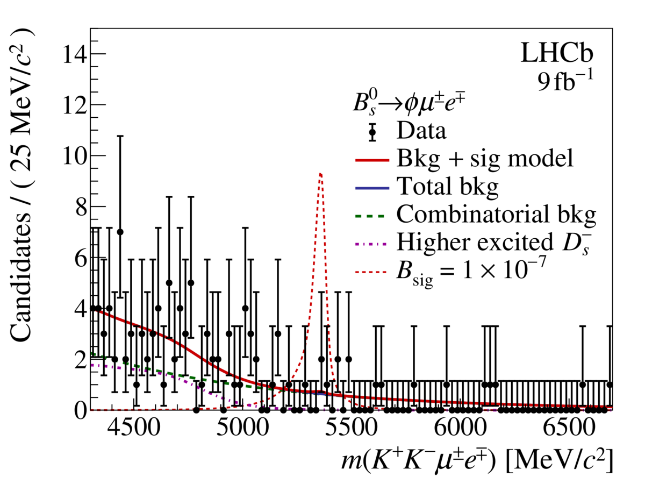 Candidates / ( 25 MeV/c² )
14
12
10
8
6
4
2
0
LHCb
9 fb⁻¹
B⁰ₛ→ϕμ±e∓
Data
Bkg + sig model
Total bkg
Combinatorial bkg
Higher excited D⁻ₛ
B_sig = 1 × 10⁻⁷
4500 5000 5500 6000 6500
m(K⁺K⁻μ±e∓) [MeV/c²]